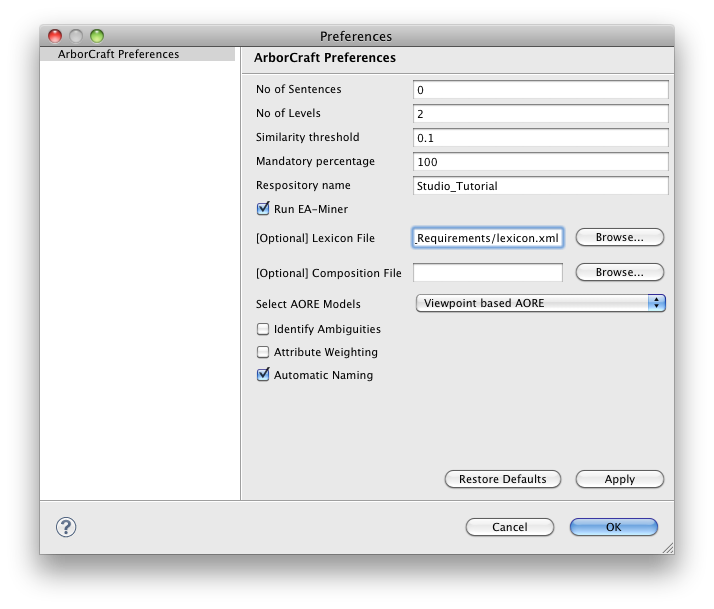 Preferences
ArborCraft Preferences
ArborCraft Preferences
No of Sentences 0
No of Levels 2
Similarity threshold 0.1
Mandatory percentage 100
Respository name Studio_Tutorial
Run EA-Miner
[Optional] Lexicon File _Requirements/lexicon.xml Browse...
[Optional] Composition File Browse...
Select AORE Models Viewpoint based AORE
Identify Ambiguities
Attribute Weighting
Automatic Naming
Restore Defaults Apply
? Cancel OK